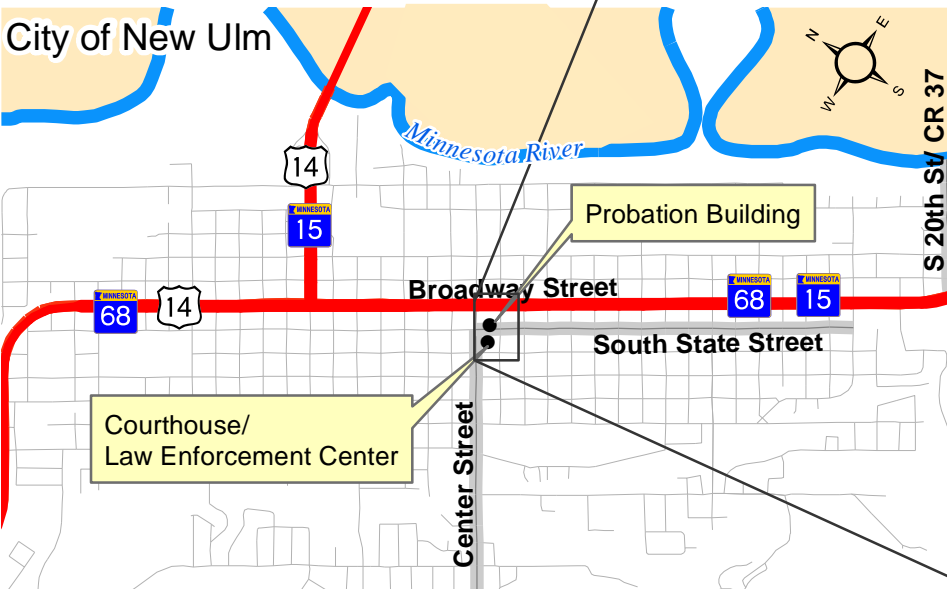 City of New Ulm
N
E
W
S
S 20th St/ CR 37
Minnesota River
14
MINNESOTA
15
Probation Building
Broadway Street
MINNESOTA
68
14
MINNESOTA
68
MINNESOTA
15
South State Street
Courthouse/
Law Enforcement Center
Center Street